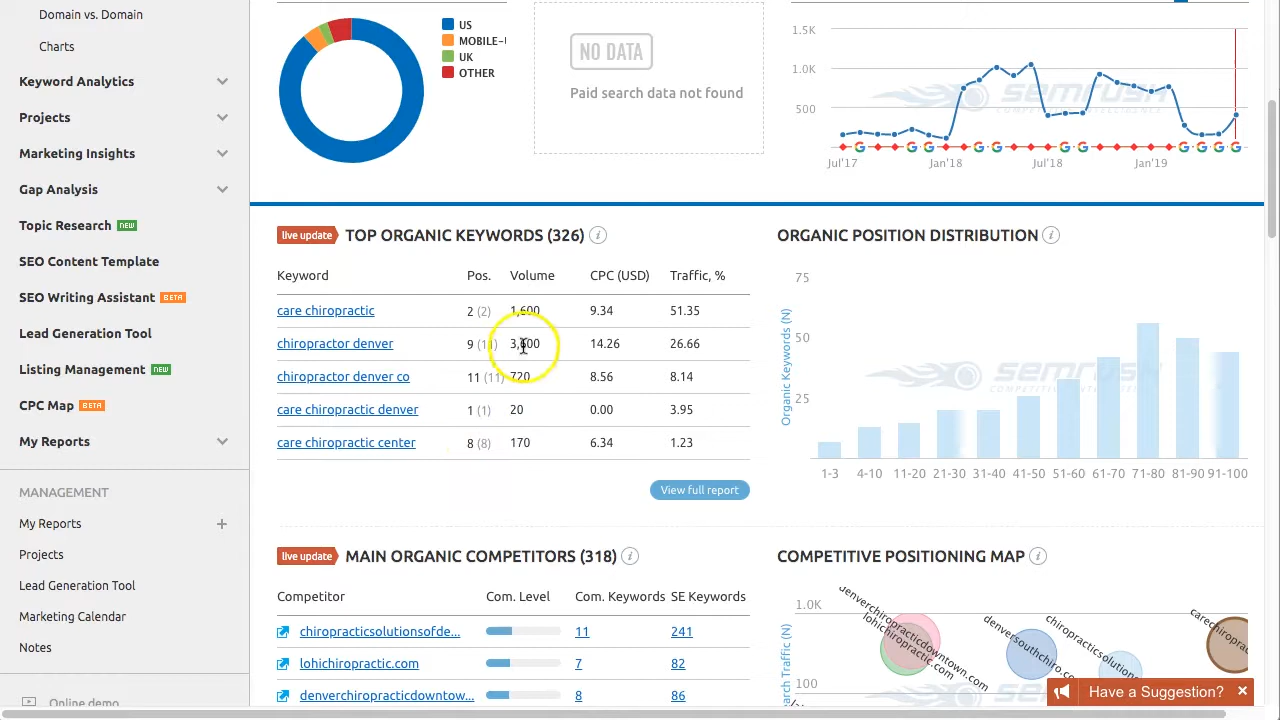 Domain vs. Domain
Charts
Keyword Analytics
Projects
Marketing Insights
Gap Analysis
Topic Research NEW
SEO Content Template
SEO Writing Assistant BETA
Lead Generation Tool
Listing Management NEW
CPC Map BETA
My Reports
MANAGEMENT
My Reports
Projects
Lead Generation Tool
Marketing Calendar
Notes
Online demo
US
UK
OTHER
NO DATA
Paid search data not found
1.5K
1.0K
500
semrush
Jul'17 Jan'18 Jul'18 Jan'19
live update TOP ORGANIC KEYWORDS (326)
Keyword Pos. Volume CPC (USD) Traffic, %
care chiropractic 2 (2) 1,600 9.34 51.35
chiropractor denver 9 14.26 26.66
chiropractor denver co 11 (11) 720 8.56 8.14
care chiropractic denver 1 (1) 20 0.00 3.95
care chiropractic center 8 (8) 170 6.34 1.23
View full report
ORGANIC POSITION DISTRIBUTION
75
50
25
Organic Keywords (N)
semrush
1-3 4-10 11-20 21-30 31-40 41-50 51-60 61-70 71-80 81-90 91-100
live update MAIN ORGANIC COMPETITORS (318)
Competitor Com. Level Com. Keywords SE Keywords
chiropracticsolutionsofde... 11 241
lohichiropractic.com 7 82
denverchiropracticdowntow... 8 86
COMPETITIVE POSITIONING MAP
1.0K
100
denverchiropracticdowntown.com
lohichiropractic.com
Have a Suggestion?